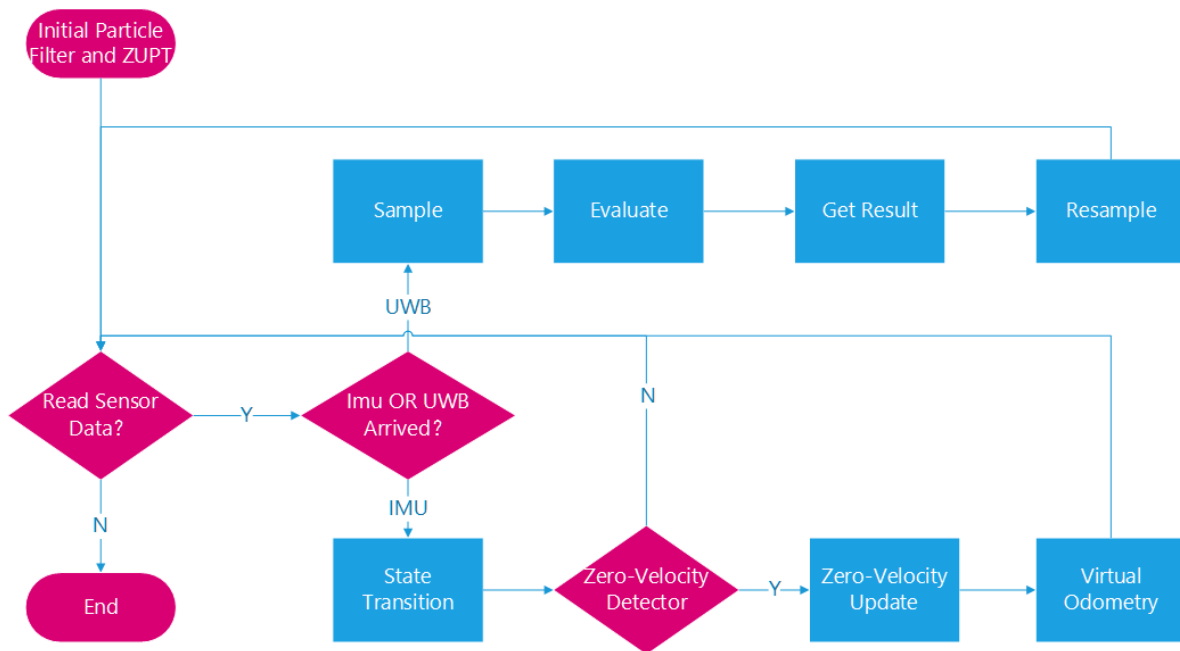 Initial Particle
Filter and ZUPT
Sample
Evaluate
Get Result
Resample
UWB
Read Sensor
Data?
Y
Imu OR UWB
Arrived?
N
N
IMU
End
State
Transition
Zero-Velocity
Detector
Y
Zero-Velocity
Update
Virtual
Odometry